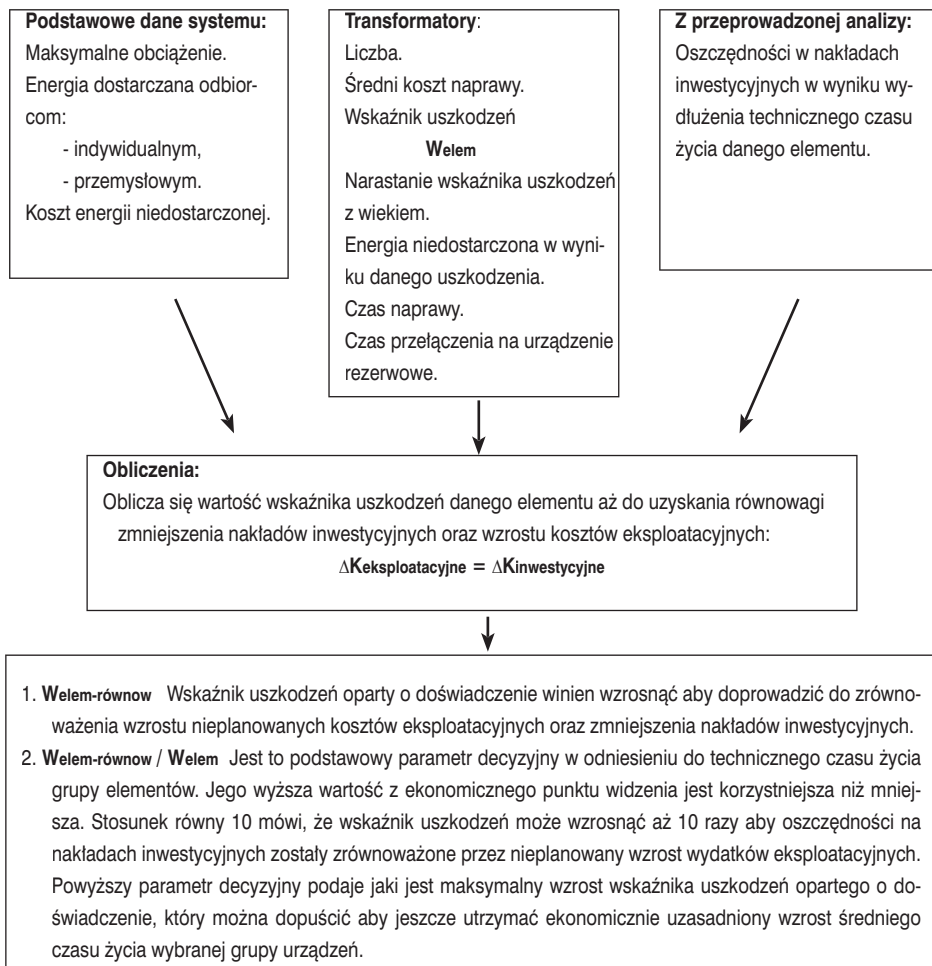 Podstawowe dane systemu:
Maksymalne obciążenie.
Energia dostarczana odbior-
com:
- indywidualnym,
- przemysłowym.
Koszt energii niedostarczonej.
Transformatory:
Liczba.
Średni koszt naprawy.
Wskaźnik uszkodzeń
Welem
Narastanie wskaźnika uszkodzeń
z wiekiem.
Energia niedostarczona w wyni-
ku danego uszkodzenia.
Czas naprawy.
Czas przełączenia na urządzenie
rezerwowe.
Z przeprowadzonej analizy:
Oszczędności w nakładach
inwestycyjnych w wyniku wy-
dłużenia technicznego czasu
życia danego elementu.
Obliczenia:
Oblicza się wartość wskaźnika uszkodzeń danego elementu aż do uzyskania równowagi
zmniejszenia nakładów inwestycyjnych oraz wzrostu kosztów eksploatacyjnych:
ΔKeksploatacyjne = ΔKinwestycyjne
1. Welem-równow Wskaźnik uszkodzeń oparty o doświadczenie winien wzrosnąć aby doprowadzić do zrówno-
ważenia wzrostu nieplanowanych kosztów eksploatacyjnych oraz zmniejszenia nakładów inwestycyjnych.
2. Welem-równow / Welem Jest to podstawowy parametr decyzyjny w odniesieniu do technicznego czasu życia
grupy elementów. Jego wyższa wartość z ekonomicznego punktu widzenia jest korzystniejsza niż mniej-
sza. Stosunek równy 10 mówi, że wskaźnik uszkodzeń może wzrosnąć aż 10 razy aby oszczędności na
nakładach inwestycyjnych zostały zrównoważone przez nieplanowany wzrost wydatków eksploatacyjnych.
Powyższy parametr decyzyjny podaje jaki jest maksymalny wzrost wskaźnika uszkodzeń opartego o do-
świadczenie, który można dopuścić aby jeszcze utrzymać ekonomicznie uzasadniony wzrost średniego
czasu życia wybranej grupy urządzeń.